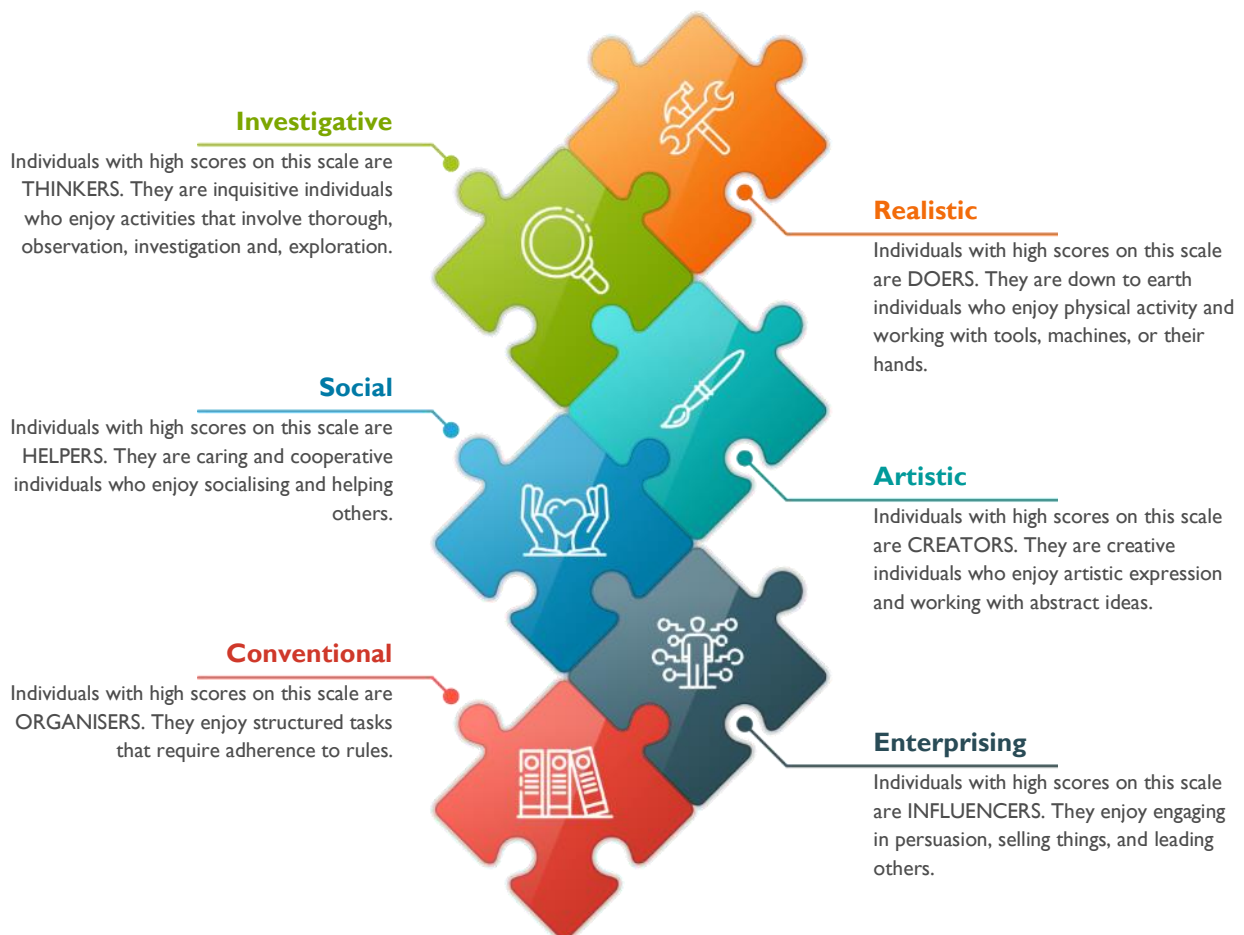 Investigative
Individuals with high scores on this scale are
THINKERS. They are inquisitive individuals
who enjoy activities that involve thorough,
observation, investigation and, exploration.
Realistic
Individuals with high scores on this scale
are DOERS. They are down to earth
individuals who enjoy physical activity and
working with tools, machines, or their
hands.
Social
Individuals with high scores on this scale are
HELPERS. They are caring and cooperative
individuals who enjoy socialising and helping
others.
Artistic
Individuals with high scores on this scale
are CREATORS. They are creative
individuals who enjoy artistic expression
and working with abstract ideas.
Conventional
Individuals with high scores on this scale are
ORGANISERS. They enjoy structured tasks
that require adherence to rules.
Enterprising
Individuals with high scores on this scale
are INFLUENCERS. They enjoy engaging
in persuasion, selling things, and leading
others.